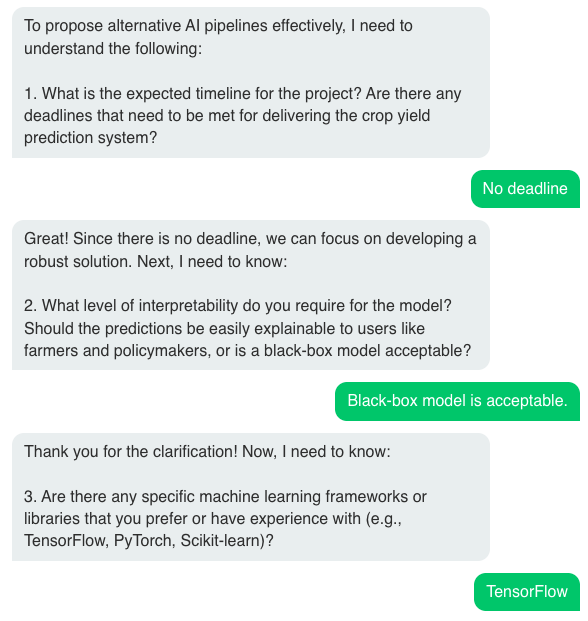 To propose alternative AI pipelines effectively, I need to
understand the following:
1. What is the expected timeline for the project? Are there any
deadlines that need to be met for delivering the crop yield
prediction system?
No deadline
Great! Since there is no deadline, we can focus on developing a
robust solution. Next, I need to know:
2. What level of interpretability do you require for the model?
Should the predictions be easily explainable to users like
farmers and policymakers, or is a black-box model acceptable?
Black-box model is acceptable.
Thank you for the clarification! Now, I need to know:
3. Are there any specific machine learning frameworks or
libraries that you prefer or have experience with (e.g.,
TensorFlow, PyTorch, Scikit-learn)?
TensorFlow